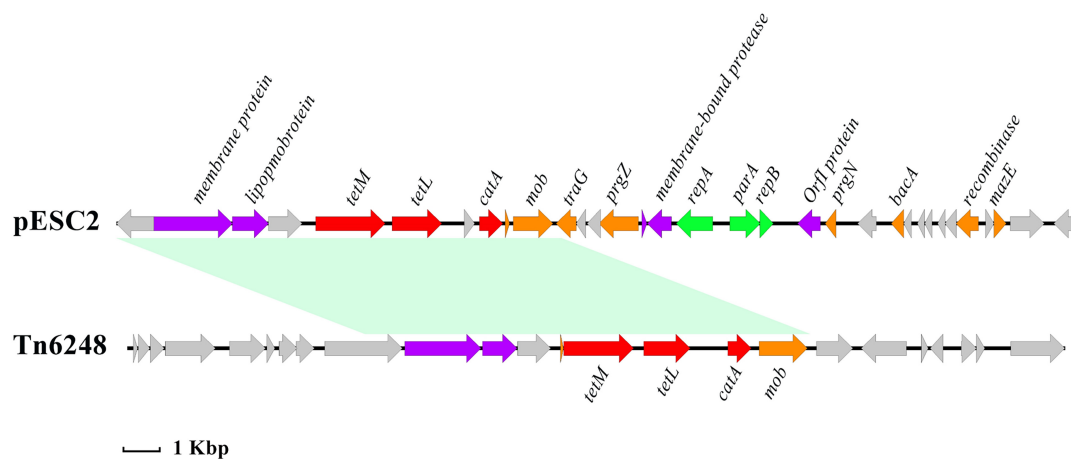 membrane protein
lipopmobrotein
tetM
tetL
catA
mob
traG
prgZ
membrane-bound protease
repA
parA
repB
OrfI protein
prgN
bacA
recombinase
mazE
pESC2
Tn6248
tetM
tetL
catA
mob
1 Kbp